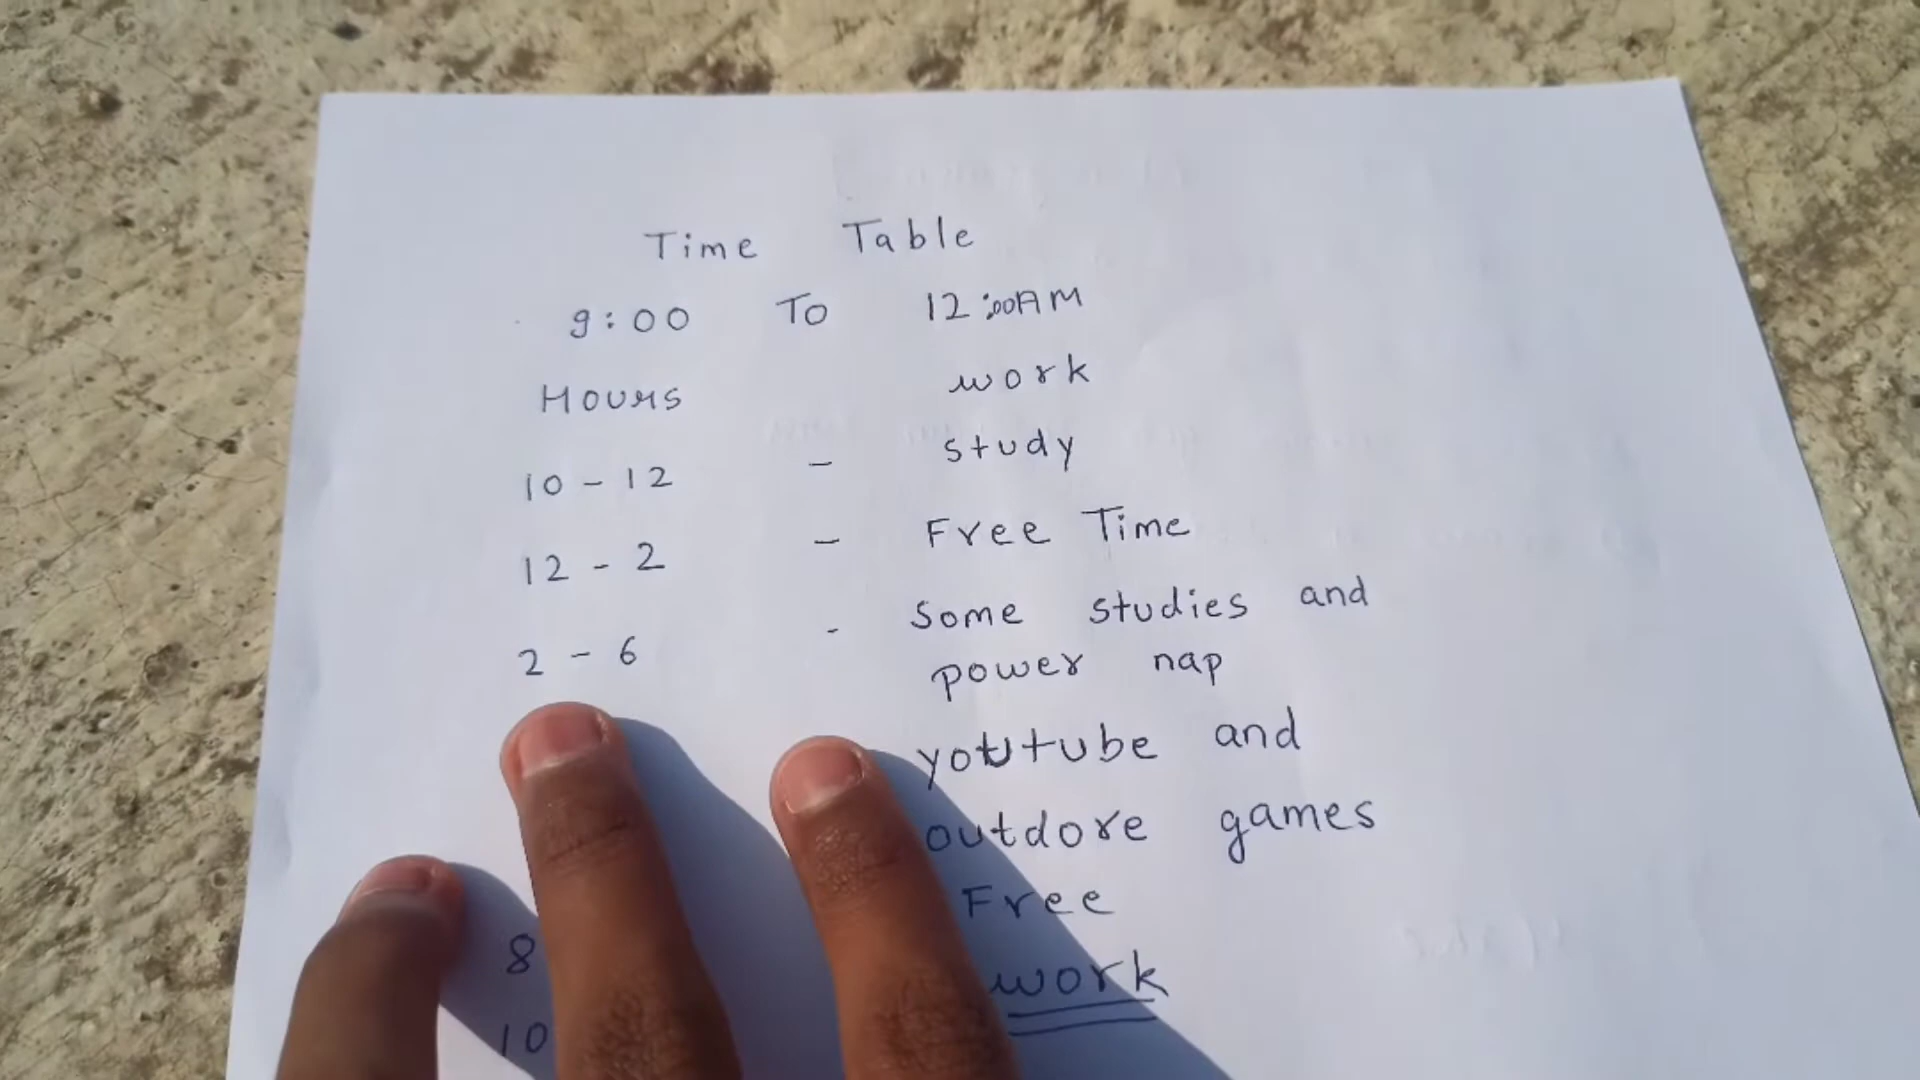 Time Table
9:00 To 12:00AM
Hours work
10 - 12 - study
12 - 2 - Free Time
2 - 6 - Some studies and
power nap
youtube and
outdore games
8 Free
10 work